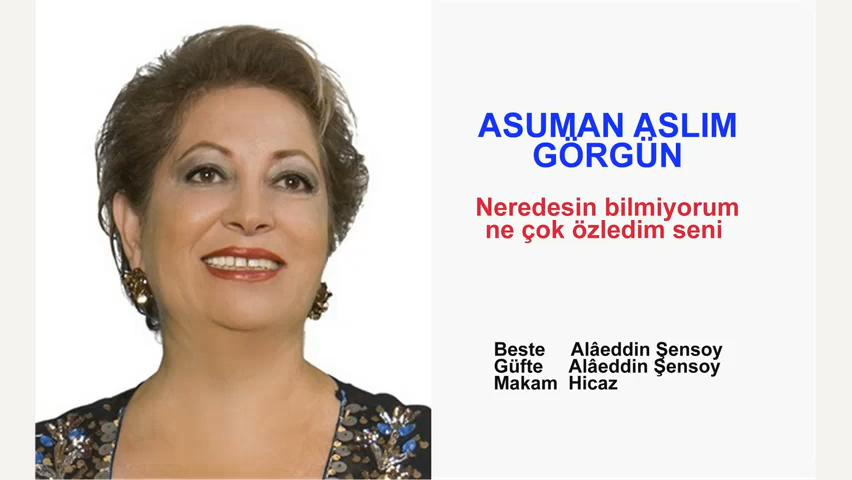 ASUMAN ASLIM
GÖRGÜN
Neredesin bilmiyorum
ne çok özledim seni
Beste Alâeddin Şensoy
Güfte Alâeddin Şensoy
Makam Hicaz